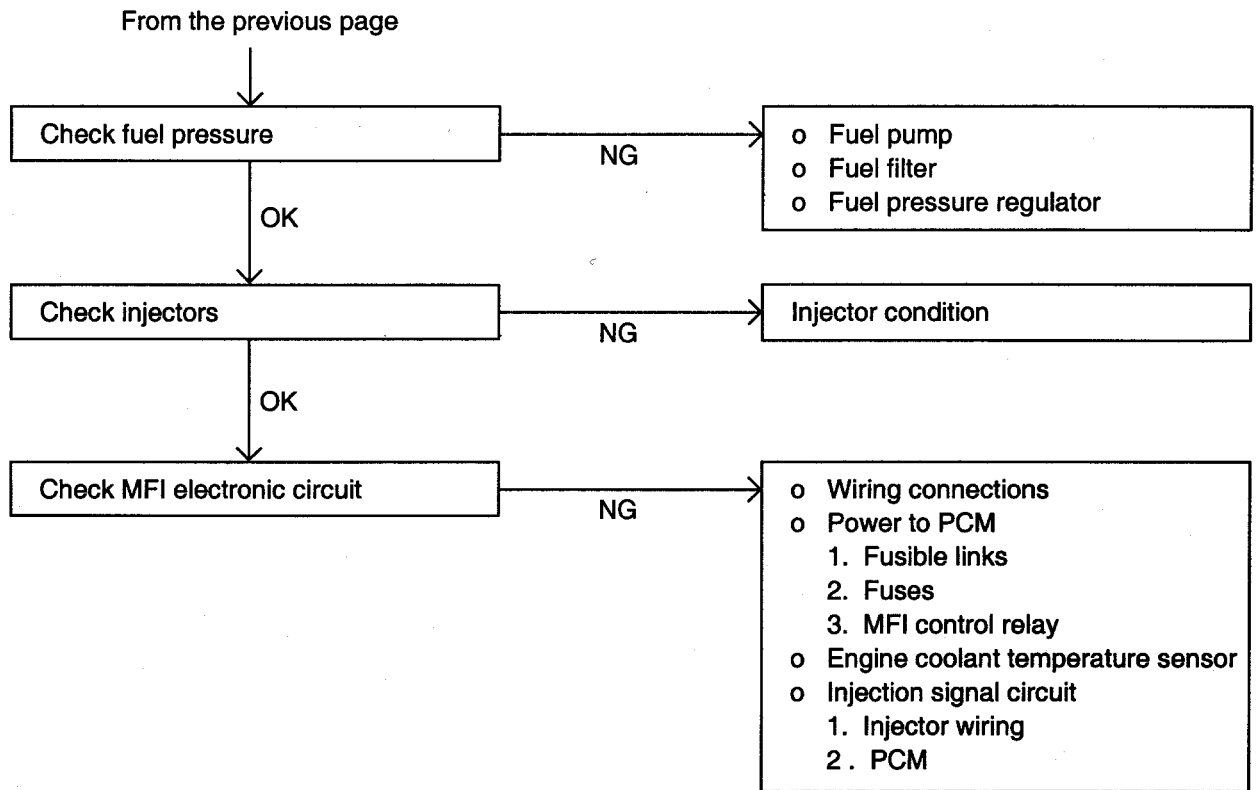 From the previous page
Check fuel pressure
NG
o Fuel pump
o Fuel filter
o Fuel pressure regulator
OK
Check injectors
NG
Injector condition
OK
Check MFI electronic circuit
NG
o Wiring connections
o Power to PCM
1. Fusible links
2. Fuses
3. MFI control relay
o Engine coolant temperature sensor
o Injection signal circuit
1. Injector wiring
2 . PCM